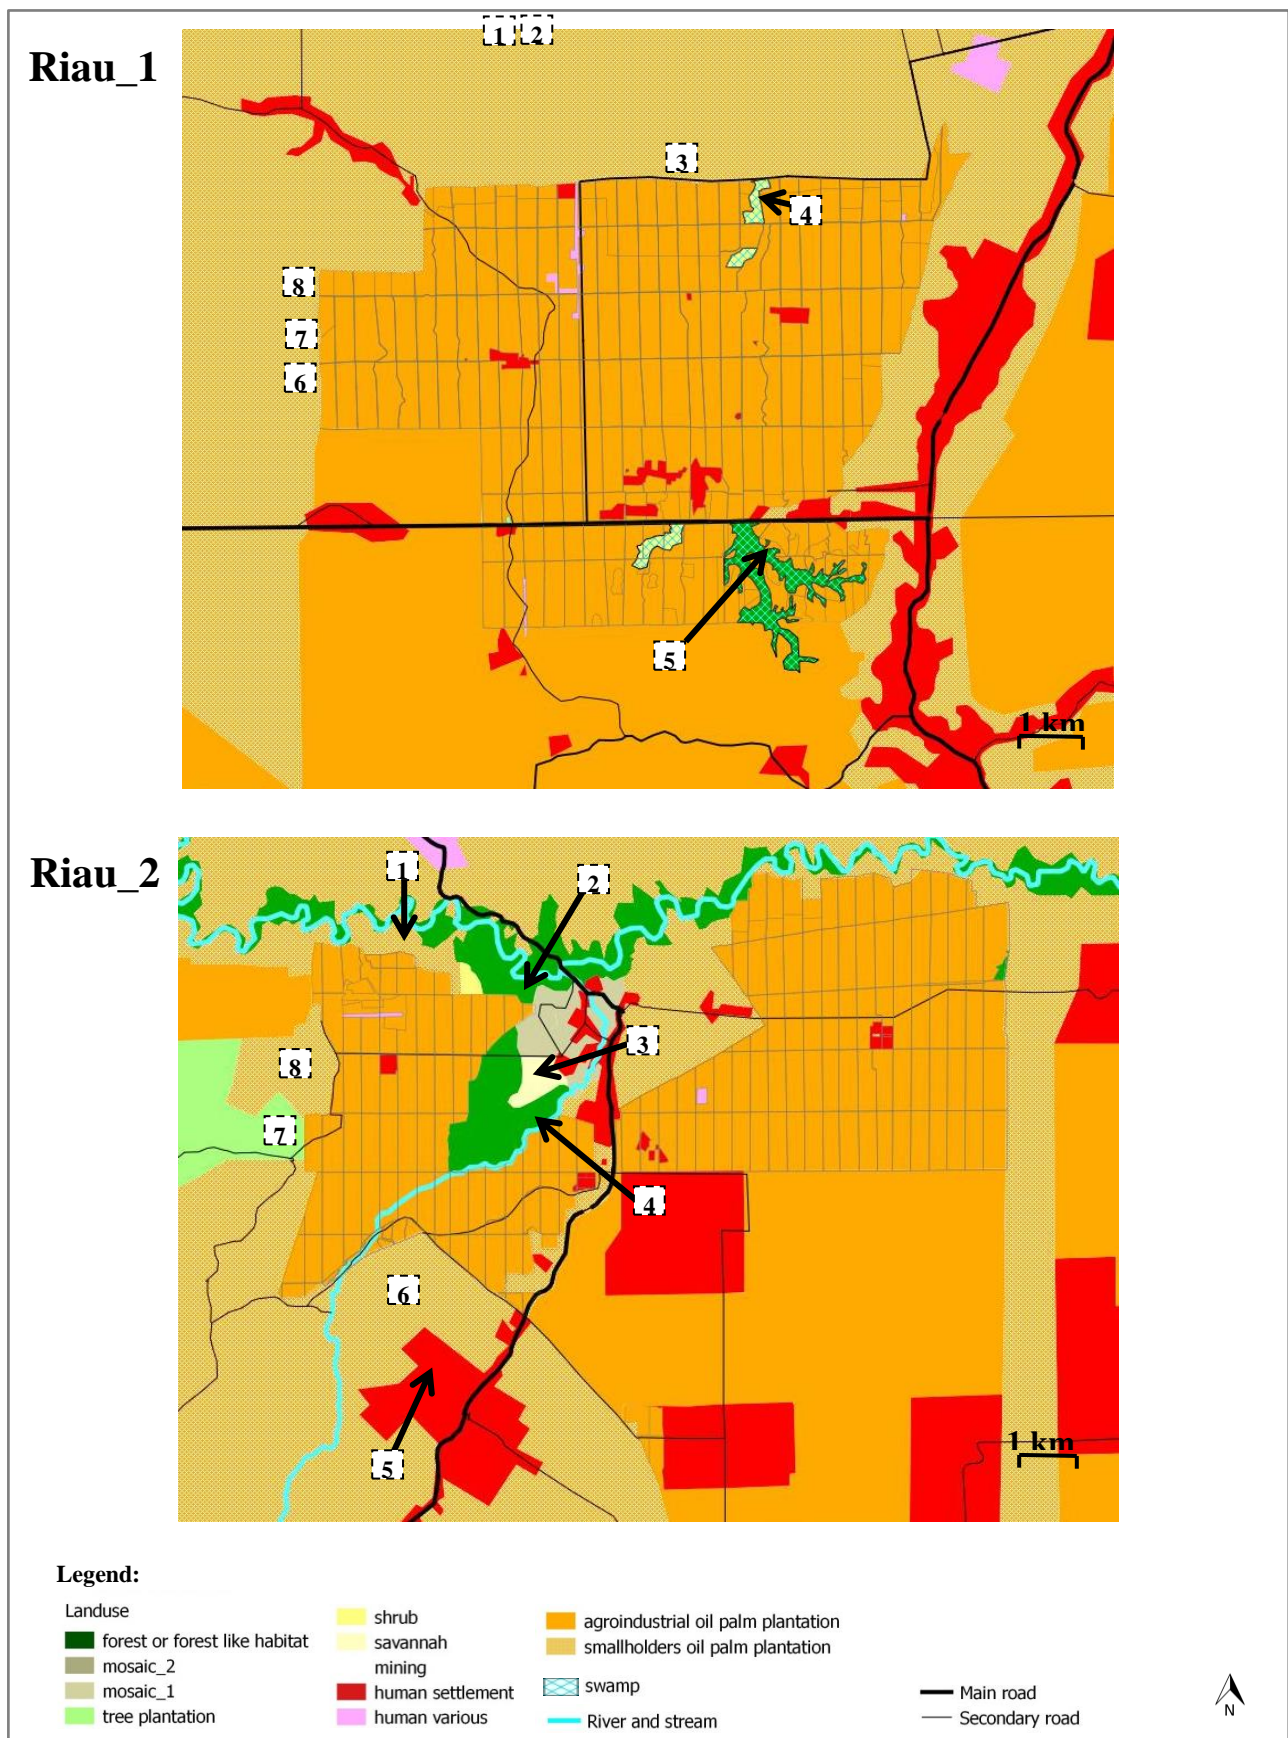 Riau_1
1 2
3
4
8
7
6
5
1 km
Riau_2
1
2
3
8
7
4
6
5
1 km
Legend:
Landuse
forest or forest like habitat
mosaic_2
mosaic_1
tree plantation
shrub
savannah
mining
human settlement
human various
agroindustrial oil palm plantation
smallholders oil palm plantation
swamp
River and stream
Main road
Secondary road
N